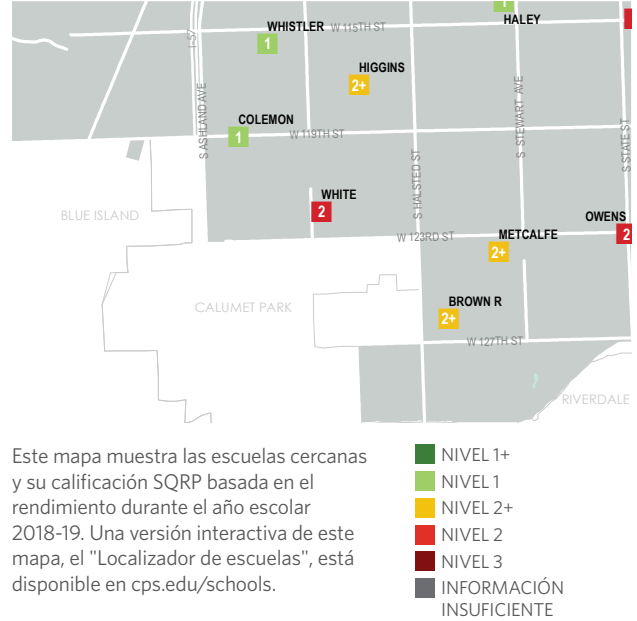 1
HALEY
WHISTLER
W 115TH ST
1
I-57
HIGGINS
2+
S ASHLAND AVE
S STEWART AVE
COLEMON
1
W 119TH ST
S HALSTED ST
S STATE ST
WHITE
2
BLUE ISLAND
OWENS
2
W 123RD ST
METCALFE
2+
CALUMET PARK
BROWN R
2+
W 127TH ST
RIVERDALE
Este mapa muestra las escuelas cercanas
y su calificación SQRP basada en el
rendimiento durante el año escolar
2018-19. Una versión interactiva de este
mapa, el "Localizador de escuelas", está
disponible en cps.edu/schools.
NIVEL 1+
NIVEL 1
NIVEL 2+
NIVEL 2
NIVEL 3
INFORMACIÓN
INSUFICIENTE